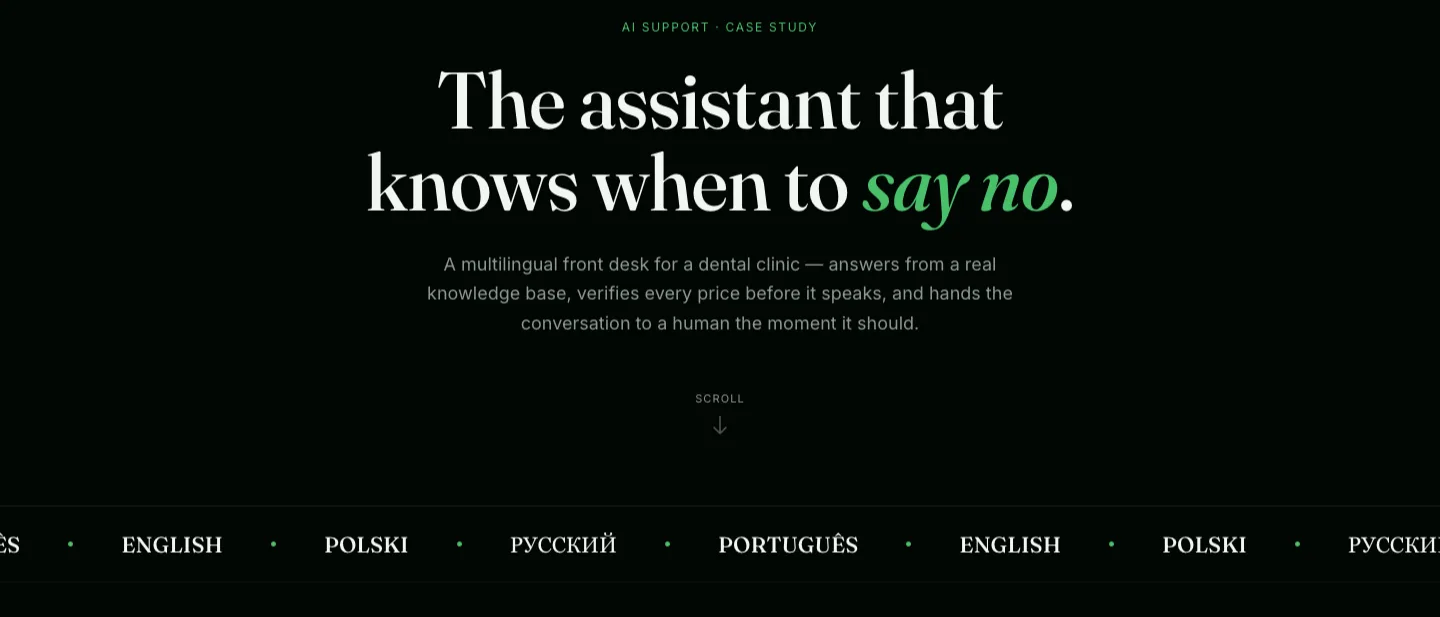 AI SUPPORT · CASE STUDY
The assistant that
knows when to say no.
A multilingual front desk for a dental clinic — answers from a real
knowledge base, verifies every price before it speaks, and hands the
conversation to a human the moment it should.
SCROLL
ÊS • ENGLISH • POLSKI • РУССКИЙ • PORTUGUÊS • ENGLISH • POLSKI • РУССКИ